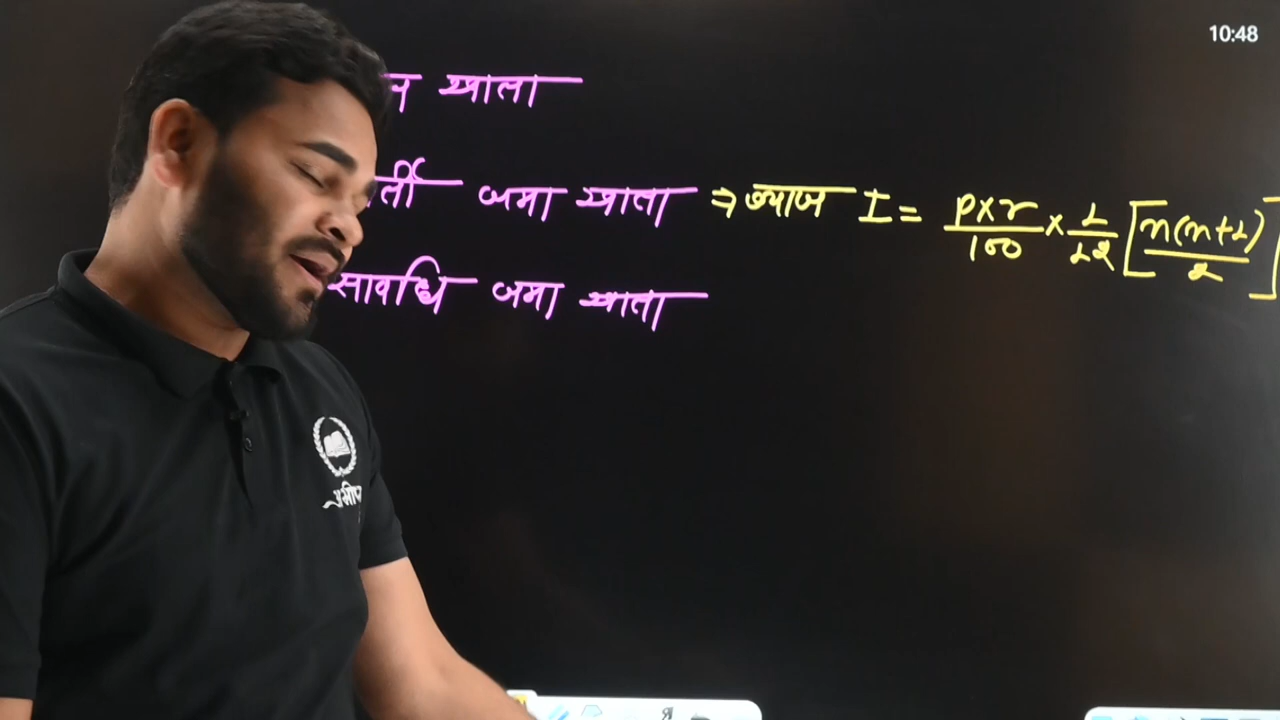 10:48
खाता
र्ती जमा खाता ⇒ ब्याज I = P×r/100 × 1/12 [n(n+1)/2]
सावधि जमा खाता